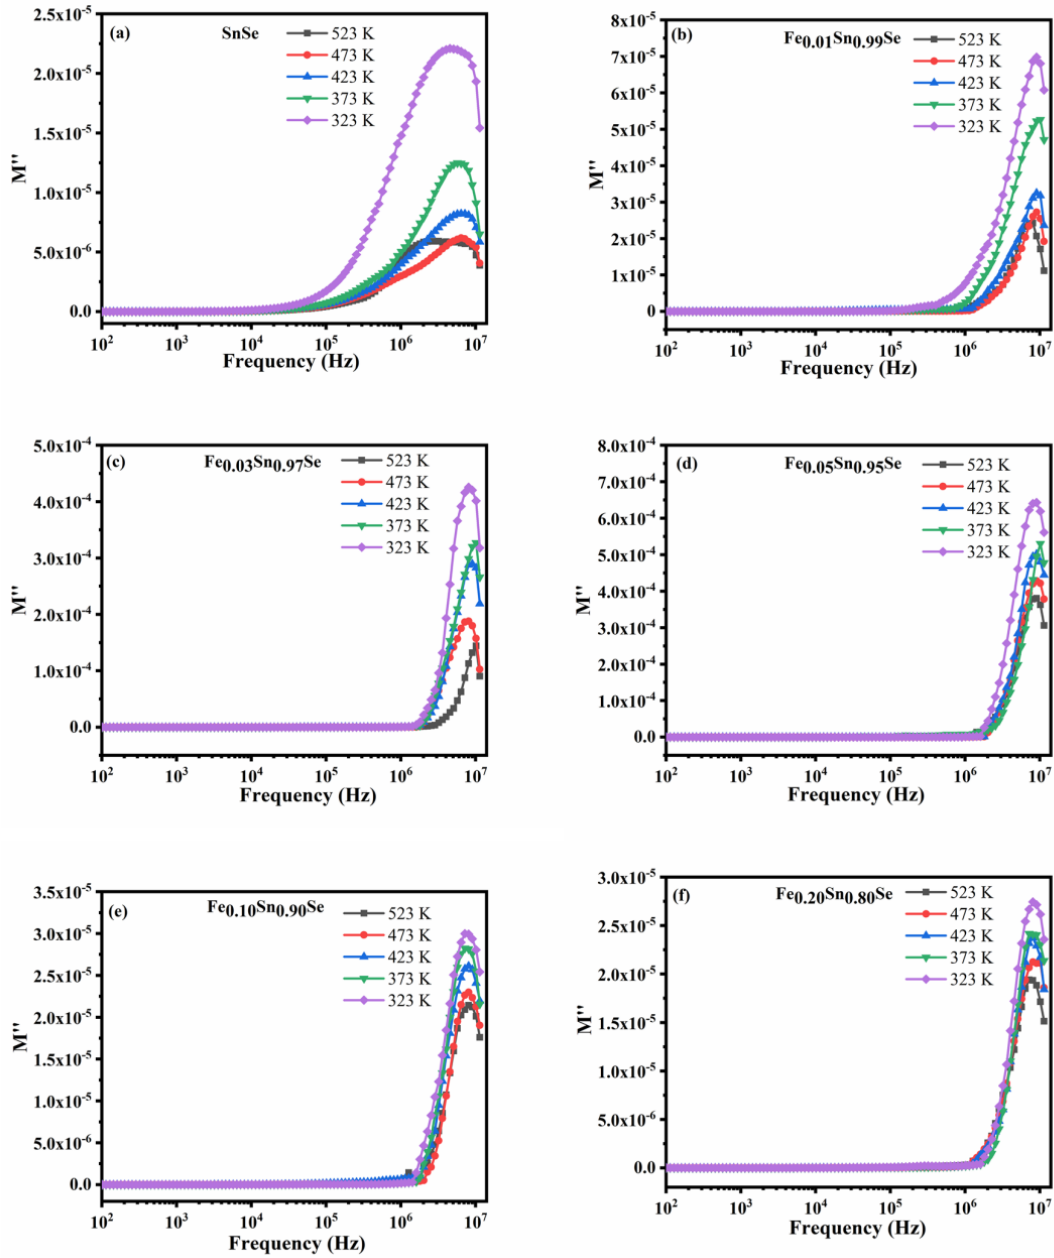 (a) SnSe
523 K
473 K
423 K
373 K
323 K
M''
2.5x10⁻⁵
2.0x10⁻⁵
1.5x10⁻⁵
1.0x10⁻⁵
5.0x10⁻⁶
0.0
10² 10³ 10⁴ 10⁵ 10⁶ 10⁷
Frequency (Hz)
(b) Fe0.01Sn0.99Se
523 K
473 K
423 K
373 K
323 K
M''
8x10⁻⁵
7x10⁻⁵
6x10⁻⁵
5x10⁻⁵
4x10⁻⁵
3x10⁻⁵
2x10⁻⁵
1x10⁻⁵
0
10² 10³ 10⁴ 10⁵ 10⁶ 10⁷
Frequency (Hz)
(c) Fe0.03Sn0.97Se
523 K
473 K
423 K
373 K
323 K
M''
5.0x10⁻⁴
4.0x10⁻⁴
3.0x10⁻⁴
2.0x10⁻⁴
1.0x10⁻⁴
0.0
10² 10³ 10⁴ 10⁵ 10⁶ 10⁷
Frequency (Hz)
(d) Fe0.05Sn0.95Se
523 K
473 K
423 K
373 K
323 K
M''
8.0x10⁻⁴
7.0x10⁻⁴
6.0x10⁻⁴
5.0x10⁻⁴
4.0x10⁻⁴
3.0x10⁻⁴
2.0x10⁻⁴
1.0x10⁻⁴
0.0
10² 10³ 10⁴ 10⁵ 10⁶ 10⁷
Frequency (Hz)
(e) Fe0.10Sn0.90Se
523 K
473 K
423 K
373 K
323 K
M''
3.5x10⁻⁵
3.0x10⁻⁵
2.5x10⁻⁵
2.0x10⁻⁵
1.5x10⁻⁵
1.0x10⁻⁵
5.0x10⁻⁶
0.0
10² 10³ 10⁴ 10⁵ 10⁶ 10⁷
Frequency (Hz)
(f) Fe0.20Sn0.80Se
523 K
473 K
423 K
373 K
323 K
M''
3.0x10⁻⁵
2.5x10⁻⁵
2.0x10⁻⁵
1.5x10⁻⁵
1.0x10⁻⁵
5.0x10⁻⁶
0.0
10² 10³ 10⁴ 10⁵ 10⁶ 10⁷
Frequency (Hz)